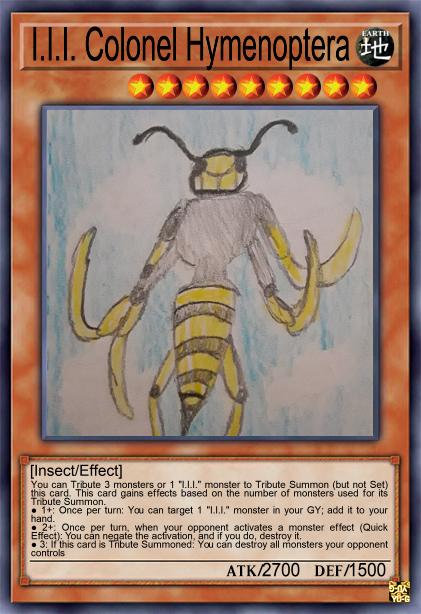 I.I.I. Colonel Hymenoptera
EARTH
地
[Insect/Effect]
You can Tribute 3 monsters or 1 "I.I.I." monster to Tribute Summon (but not Set)
this card. This card gains effects based on the number of monsters used for its
Tribute Summon.
● 1+: Once per turn: You can target 1 "I.I.I." monster in your GY; add it to your
hand.
● 2+: Once per turn, when your opponent activates a monster effect (Quick
Effect): You can negate the activation, and if you do, destroy it.
● 3: If this card is Tribute Summoned: You can destroy all monsters your opponent
controls
ATK/2700 DEF/1500